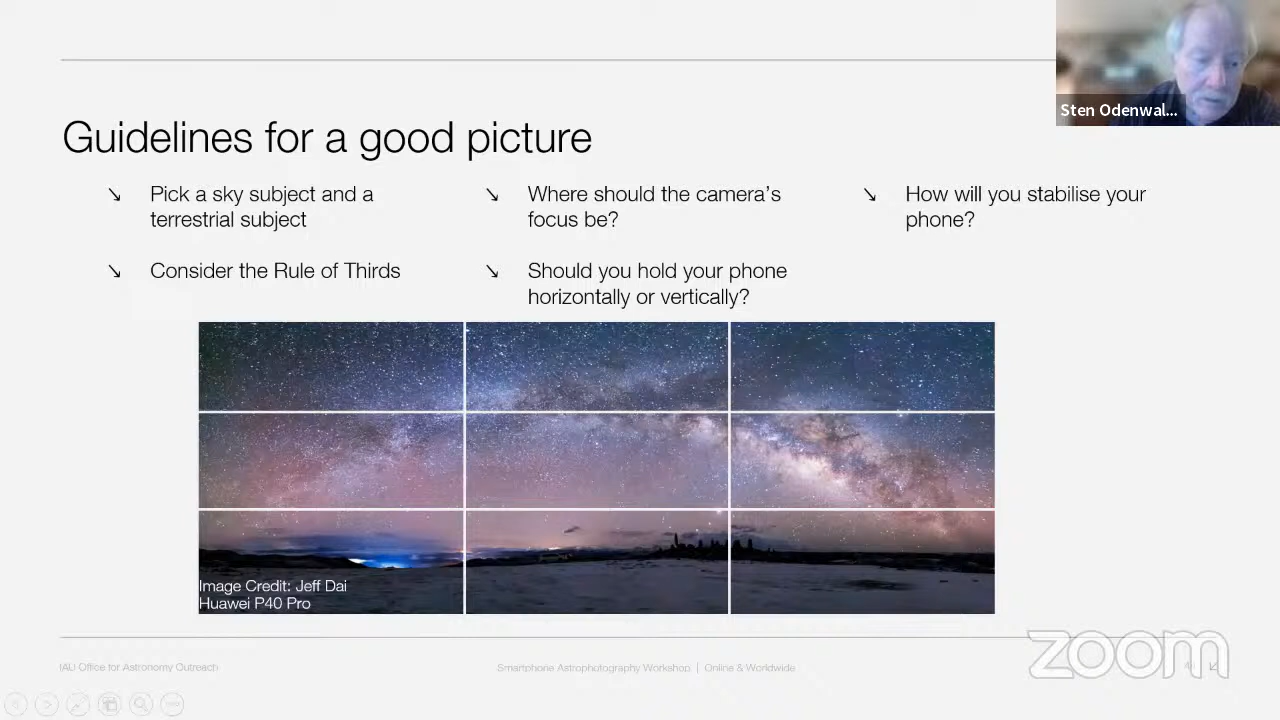 Sten Odenwal...
Guidelines for a good picture
Pick a sky subject and a
terrestrial subject
Consider the Rule of Thirds
Where should the camera's
focus be?
Should you hold your phone
horizontally or vertically?
How will you stabilise your
phone?
Image Credit: Jeff Dai
Huawei P40 Pro
IAU Office for Astronomy Outreach
Smartphone Astrophotography Workshop | Online & Worldwide
zoom